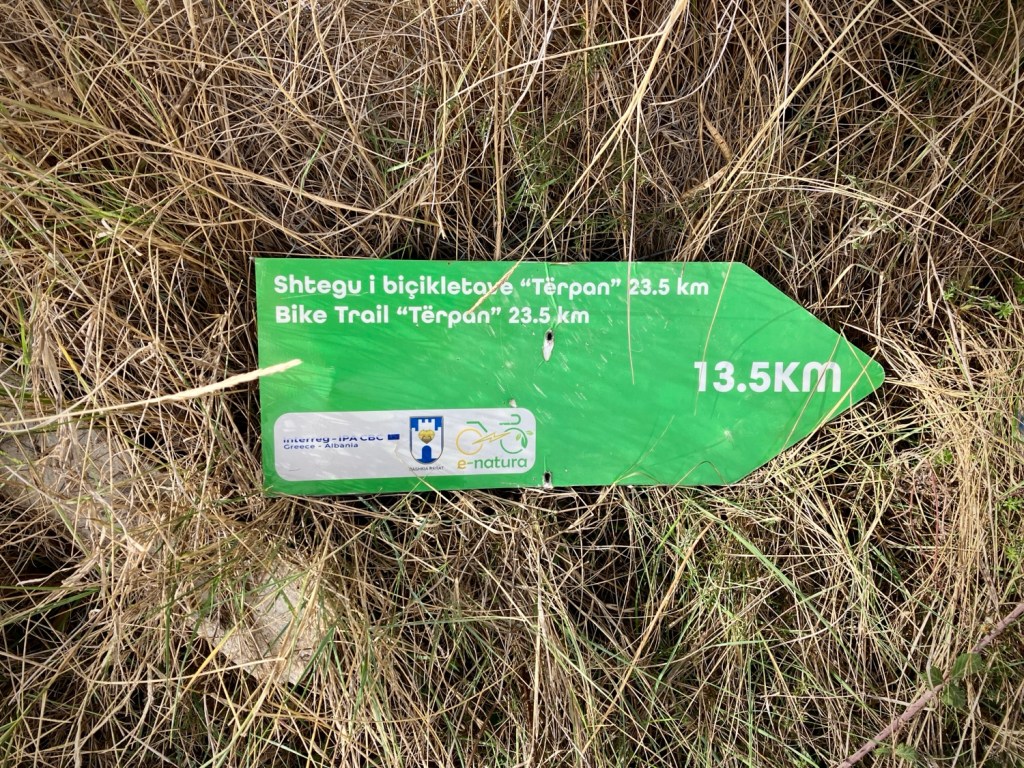 Shtegu i biçikletave “Tërpan” 23.5 km
Bike Trail “Tërpan” 23.5 km
13.5KM
Interreg - IPA CBC
Greece - Albania
e-natura